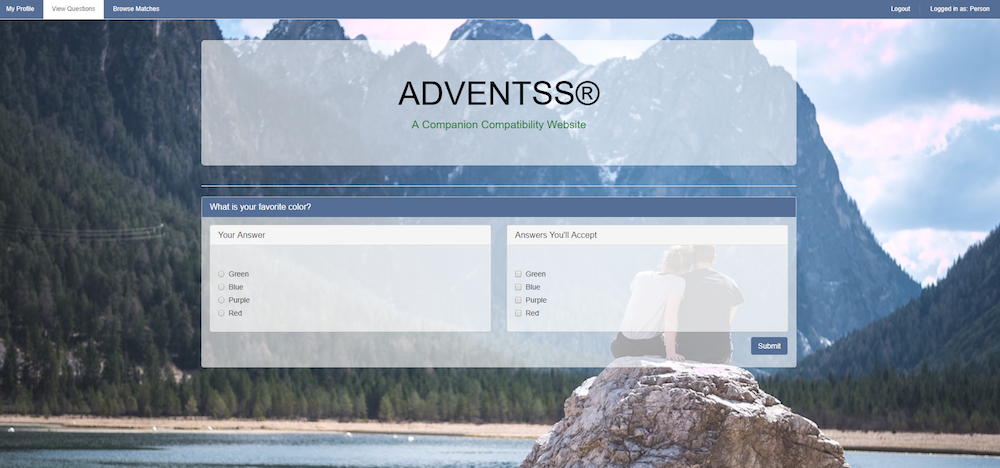 My Profile View Questions Browse Matches Logout Logged in as: Person
ADVENTSS®
A Companion Compatibility Website
What is your favorite color?
Your Answer
Green
Blue
Purple
Red
Answers You'll Accept
Green
Blue
Purple
Red
Submit